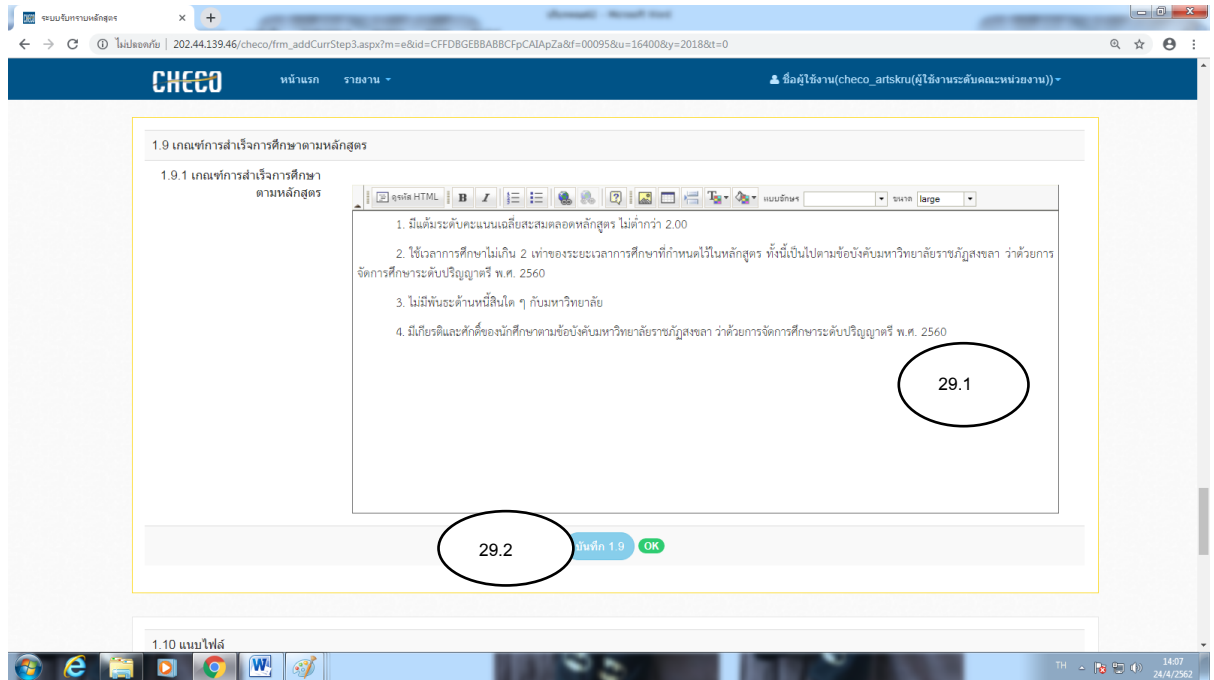 ระบบรับทราบหลักสูตร
ไม่ปลอดภัย | 202.44.139.46/checo/frm_addCurrStep3.aspx?m=e&id=CFFDBGEBBABBCFpCAIApZa&f=00095&u=16400&y=2018&t=0
CHECO หน้าแรก รายงาน ชื่อผู้ใช้งาน(checo_artskru(ผู้ใช้งานระดับคณะหน่วยงาน))
1.9 เกณฑ์การสำเร็จการศึกษาตามหลักสูตร
1.9.1 เกณฑ์การสำเร็จการศึกษา
ตามหลักสูตร
ดูรหัส HTML B I แบบอักษร ขนาด large
1. มีแต้มระดับคะแนนเฉลี่ยสะสมตลอดหลักสูตร ไม่ต่ำกว่า 2.00
2. ใช้เวลาการศึกษาไม่เกิน 2 เท่าของระยะเวลาการศึกษาที่กำหนดไว้ในหลักสูตร ทั้งนี้เป็นไปตามข้อบังคับมหาวิทยาลัยราชภัฏสงขลา ว่าด้วยการ
จัดการศึกษาระดับปริญญาตรี พ.ศ. 2560
3. ไม่มีพันธะด้านหนี้สินใด ๆ กับมหาวิทยาลัย
4. มีเกียรติและศักดิ์ของนักศึกษาตามข้อบังคับมหาวิทยาลัยราชภัฏสงขลา ว่าด้วยการจัดการศึกษาระดับปริญญาตรี พ.ศ. 2560
29.1
29.2 บันทึก 1.9 OK
1.10 แนบไฟล์
TH 14:07
24/4/2562